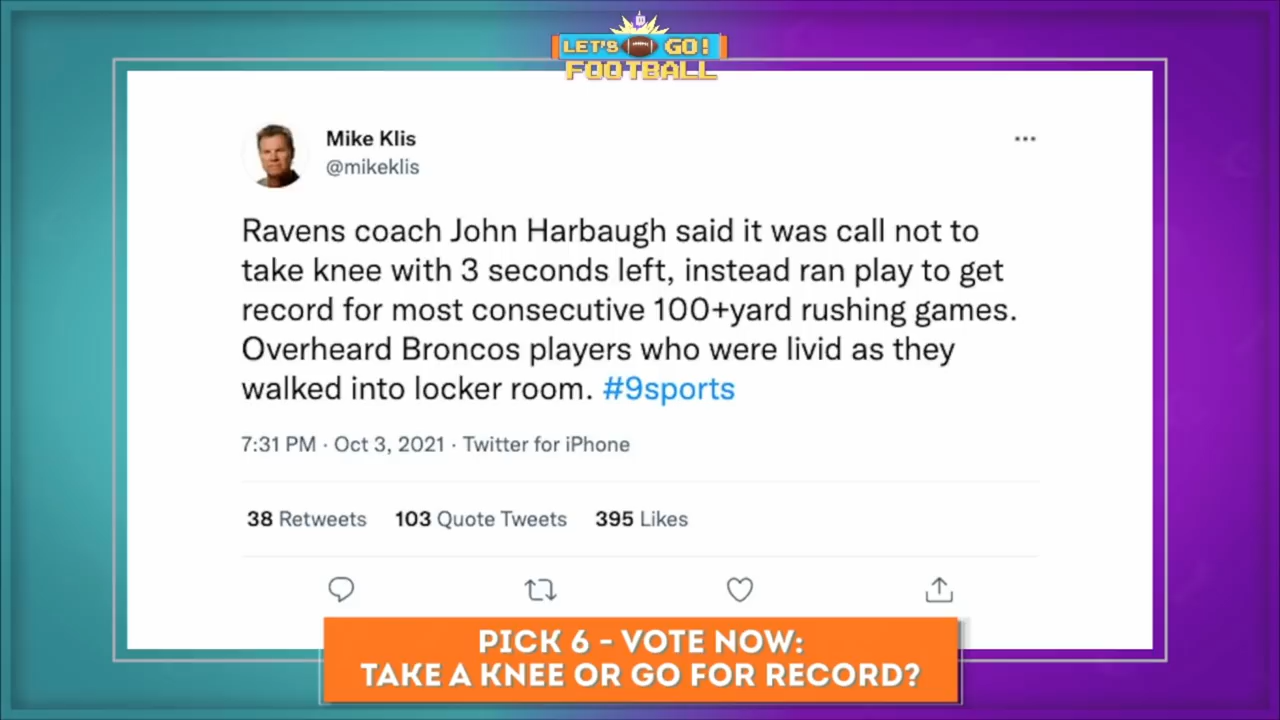 LET'S GO!
FOOTBALL
Mike Klis
@mikeklis
Ravens coach John Harbaugh said it was call not to
take knee with 3 seconds left, instead ran play to get
record for most consecutive 100+yard rushing games.
Overheard Broncos players who were livid as they
walked into locker room. #9sports
7:31 PM · Oct 3, 2021 · Twitter for iPhone
38 Retweets 103 Quote Tweets 395 Likes
PICK 6 - VOTE NOW:
TAKE A KNEE OR GO FOR RECORD?